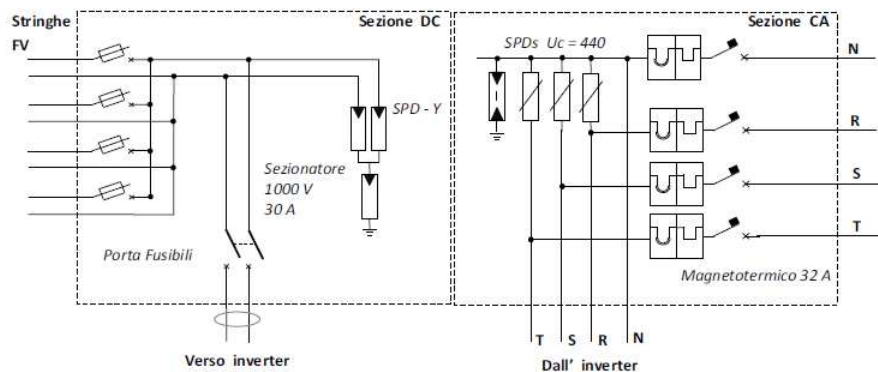 Stringhe
FV
Sezione DC
SPD - Y
Sezionatore
1000 V
30 A
Porta Fusibili
Verso inverter
Sezione CA
SPDs Uc = 440
N
R
S
T
Magnetotermico 32 A
T S R N
Dall' inverter